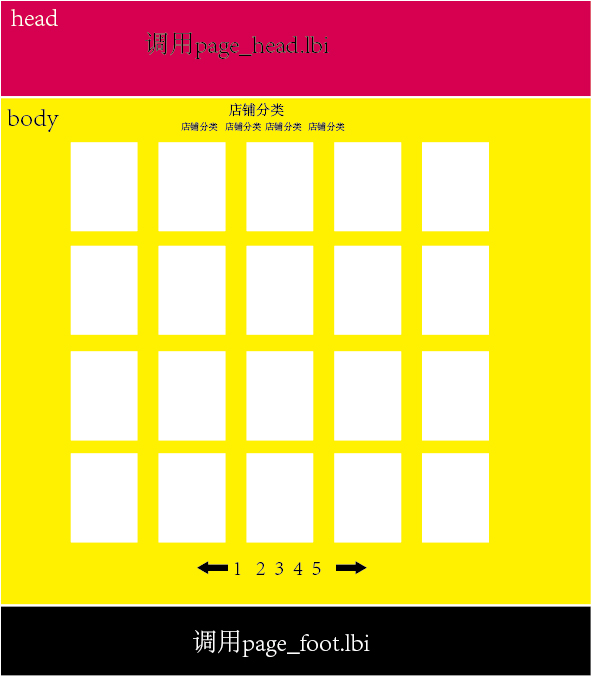 head
调用page_head.lbi
body
店铺分类
店铺分类 店铺分类 店铺分类 店铺分类
1 2 3 4 5
调用page_foot.lbi